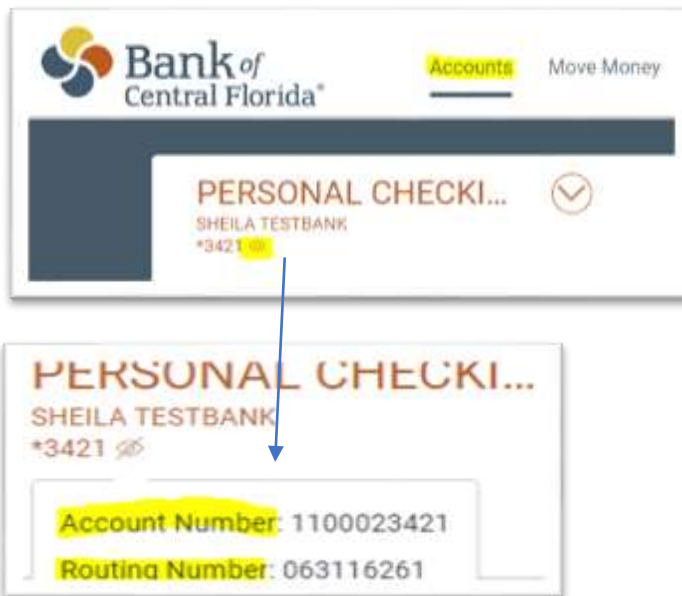 Bank of
Central Florida®
Accounts Move Money
PERSONAL CHECKI...
SHEILA TESTBANK
*3421
PERSONAL CHECKI...
SHEILA TESTBANK
*3421
Account Number: 1100023421
Routing Number: 063116261